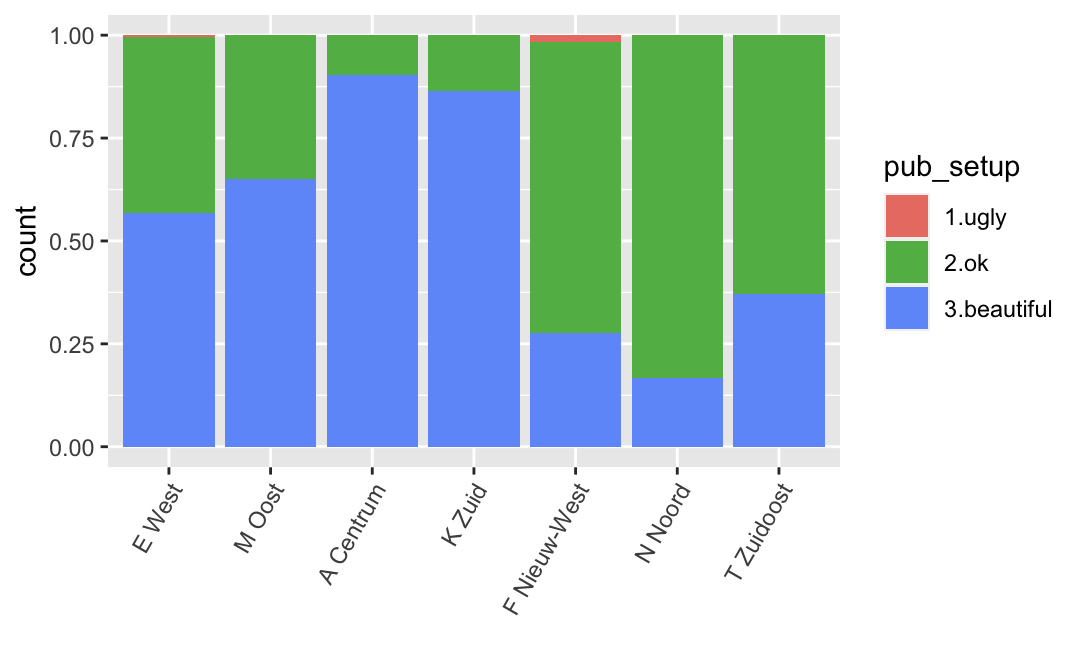 1.00
0.75
0.50
0.25
0.00
count
E West
M Oost
A Centrum
K Zuid
F Nieuw-West
N Noord
T Zuidoost
pub_setup
1.ugly
2.ok
3.beautiful